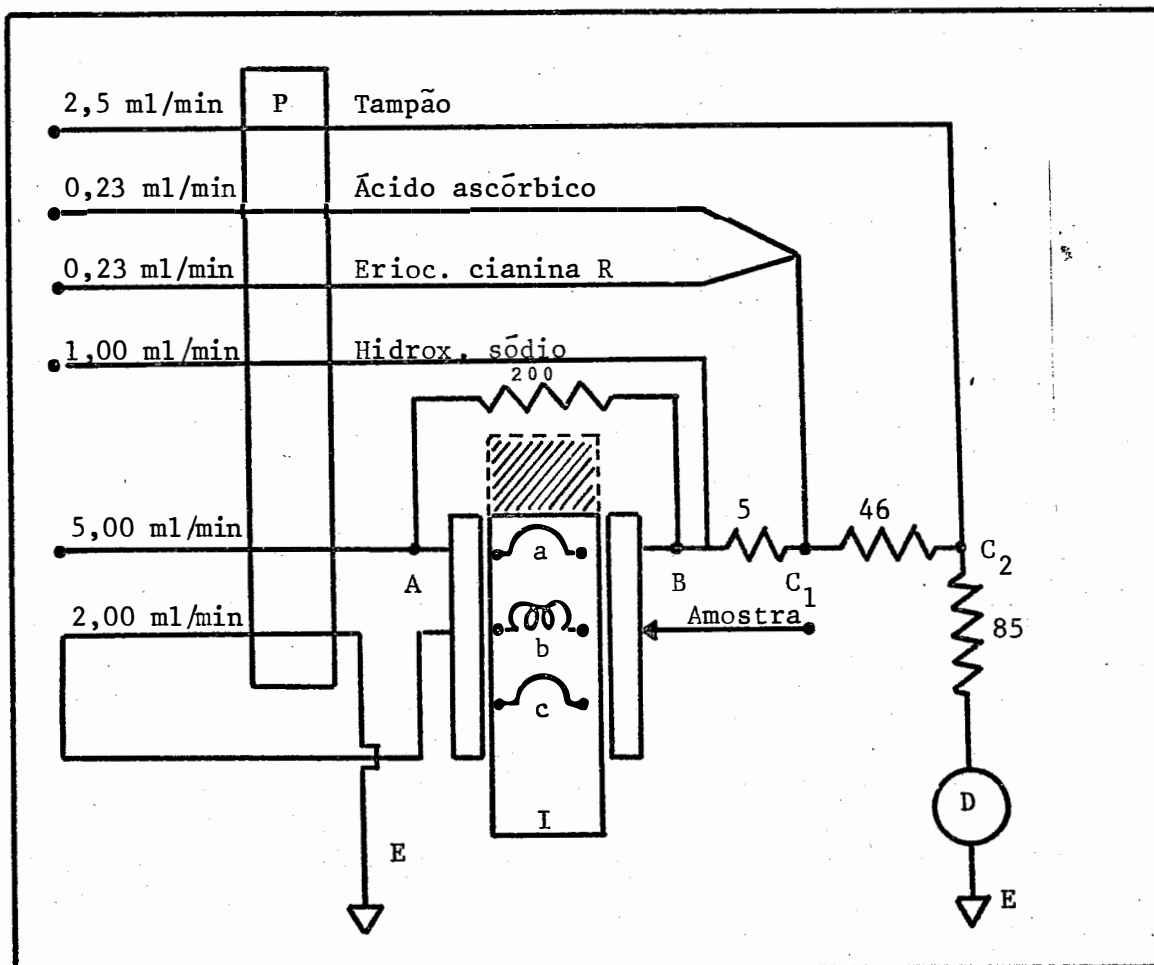 2,5 ml/min P Tampão
0,23 ml/min Ácido ascórbico
0,23 ml/min Erioc. cianina R
1,00 ml/min Hidrox. sódio
200
5,00 ml/min
A
a
B
5
C1
46
C2
2,00 ml/min
b
Amostra
85
c
I
D
E
E